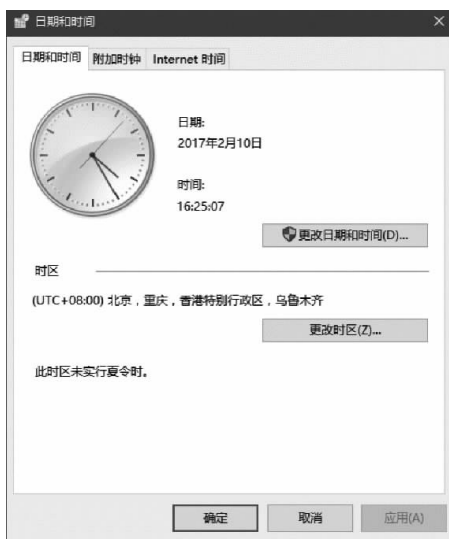 日期和时间
日期和时间 附加时钟 Internet 时间
日期:
2017年2月10日
时间:
16:25:07
更改日期和时间(D)...
时区
(UTC+08:00) 北京，重庆，香港特别行政区，乌鲁木齐
更改时区(Z)...
此时区未实行夏令时。
确定 取消 应用(A)